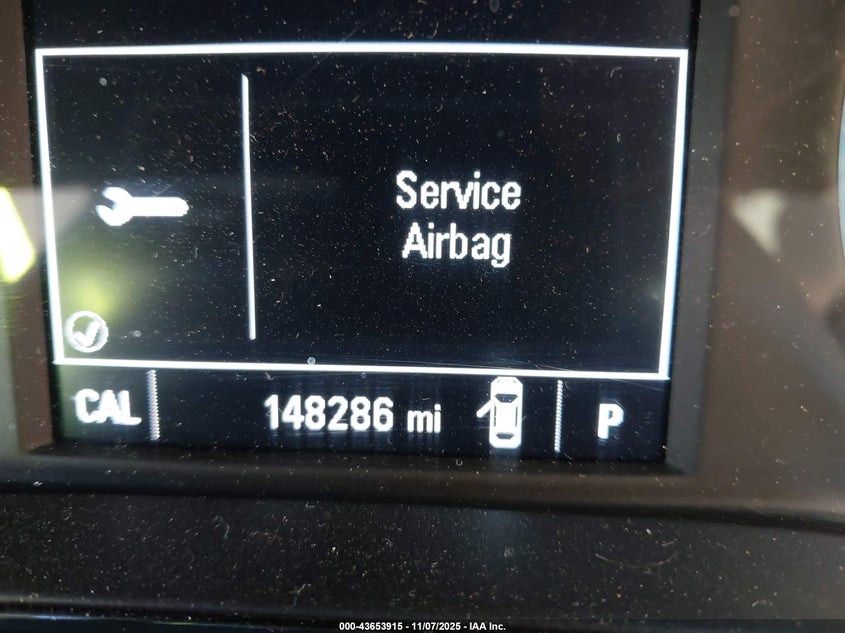 Service
Airbag
CAL 148286 mi P
000-43653915 - 11/07/2025 - IAA Inc.